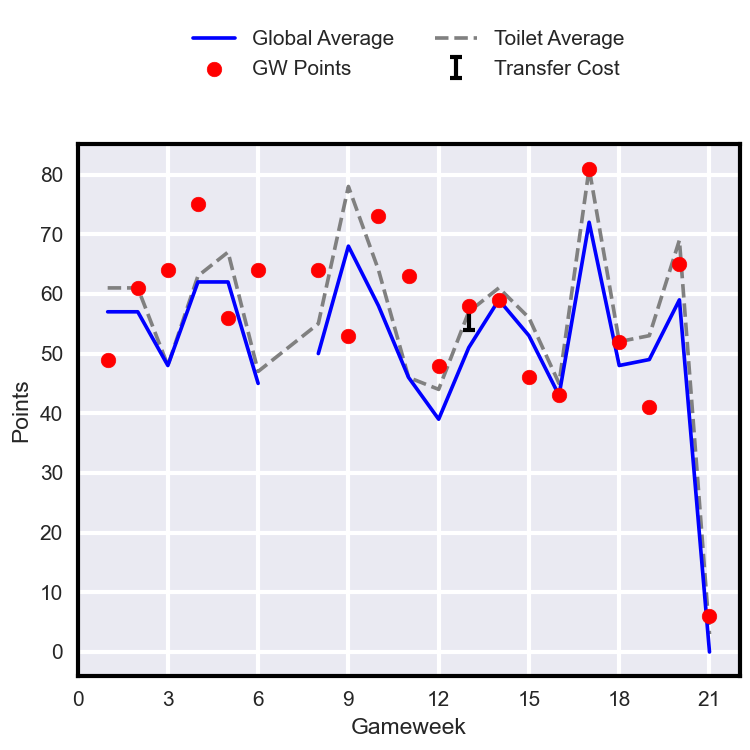 Global Average
Toilet Average
GW Points
Transfer Cost
80
70
60
50
40
30
20
10
0
Points
0 3 6 9 12 15 18 21
Gameweek